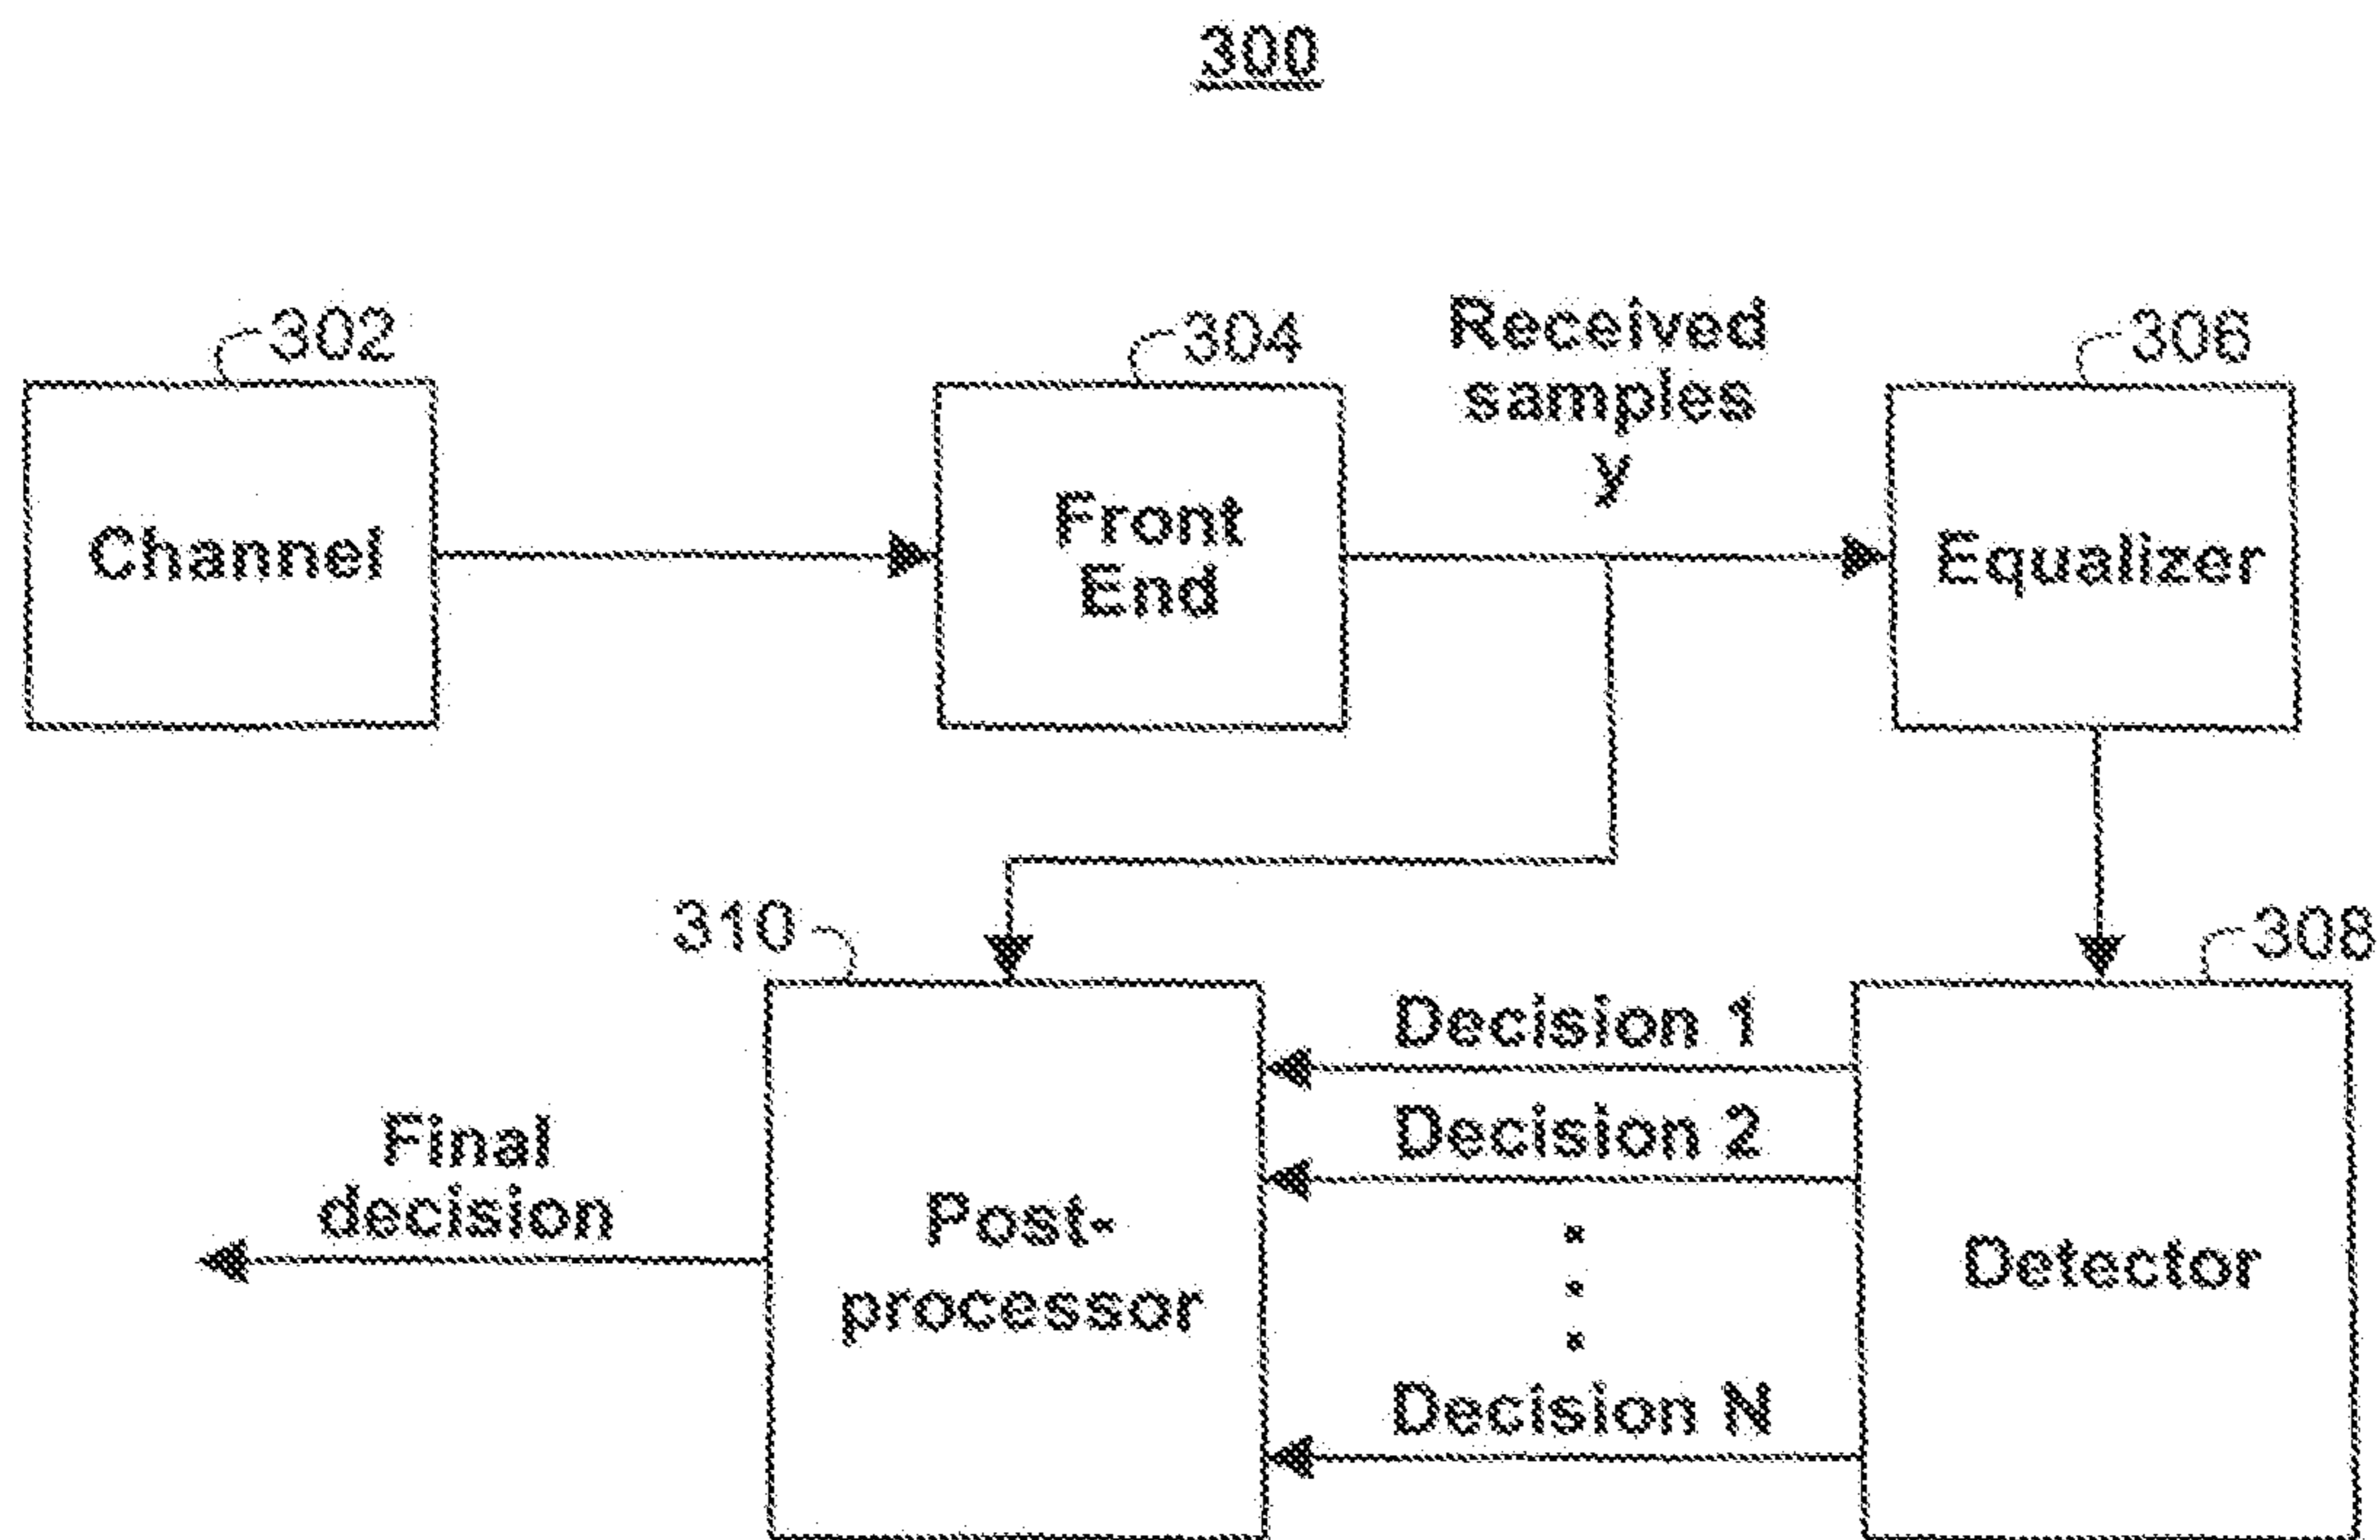 300
302
304
Received
samples
y
306
Channel
Front
End
Equalizer
310
308
Decision 1
Decision 2
Final
decision
Post-
processor
Detector
Decision N